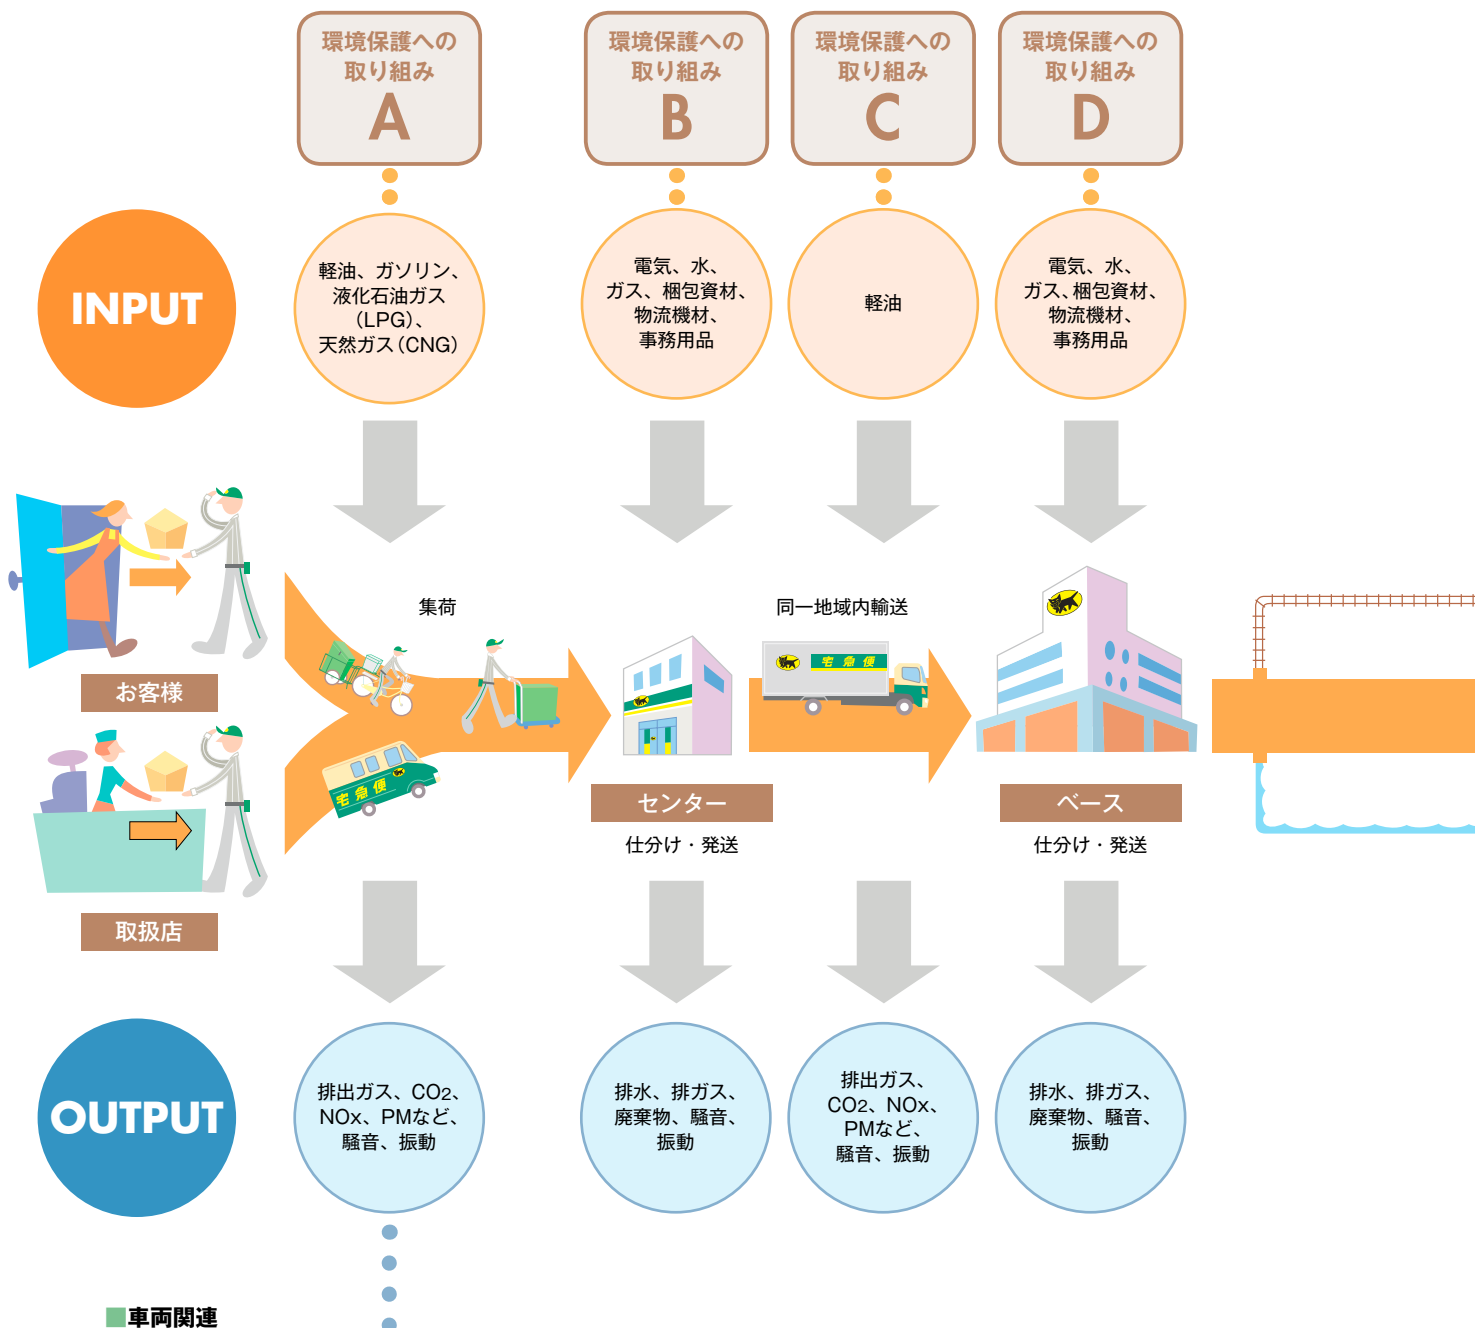 環境保護への
取り組み
A
環境保護への
取り組み
B
環境保護への
取り組み
C
環境保護への
取り組み
D
INPUT
軽油、ガソリン、
液化石油ガス
(LPG)、
天然ガス(CNG)
電気、水、
ガス、梱包資材、
物流機材、
事務用品
軽油
電気、水、
ガス、梱包資材、
物流機材、
事務用品
お客様
取扱店
集荷
宅急便
センター
仕分け・発送
同一地域内輸送
宅急便
ベース
仕分け・発送
OUTPUT
排出ガス、CO2、
NOx、PMなど、
騒音、振動
排水、排ガス、
廃棄物、騒音、
振動
排出ガス、
CO2、NOx、
PMなど、
騒音、振動
排水、排ガス、
廃棄物、騒音、
振動
■車両関連